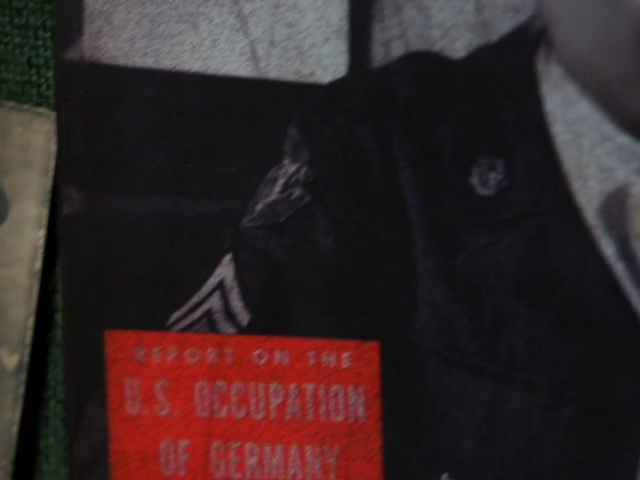 REPORT ON THE
U.S. OCCUPATION
OF GERMANY